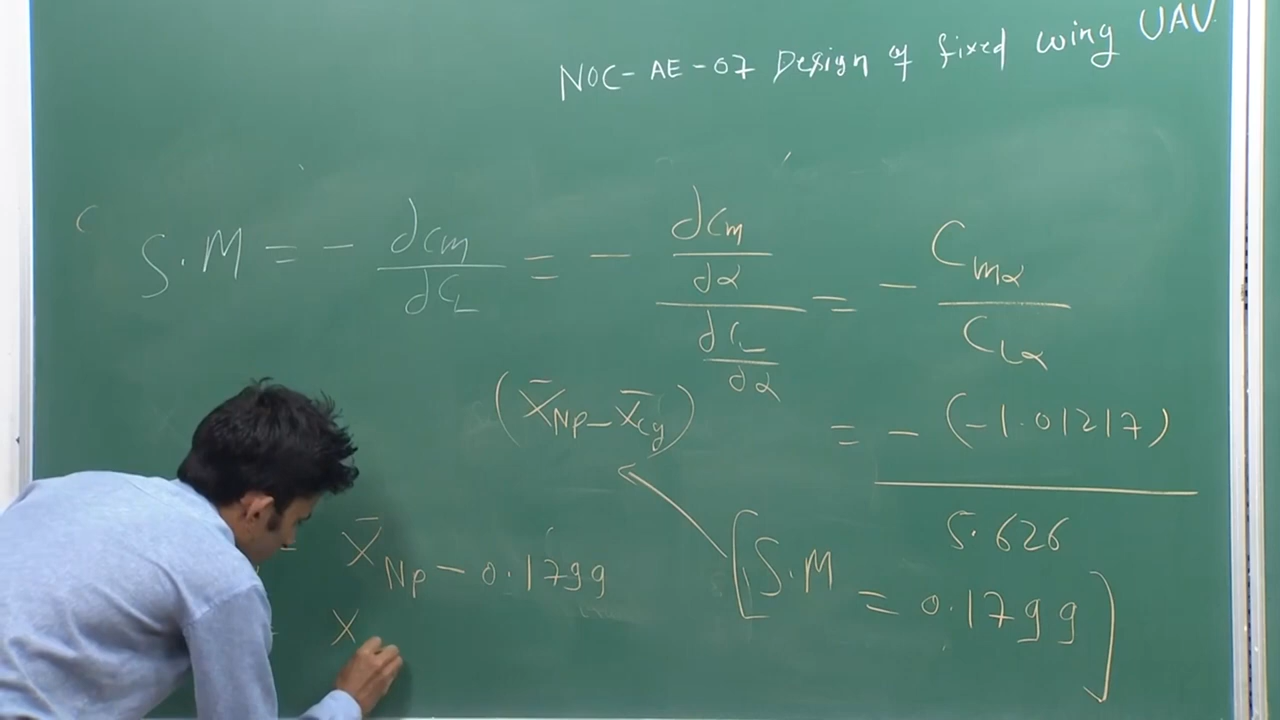 NOC-AE-07 Design of fixed wing UAV
S.M = - dCm/dCL = - (dCm/dα)/(dCL/dα) = - Cmα/CLα
(X̄Np - X̄cg) = - (-1.01217)/5.626
[S.M = 0.1799]
= X̄Np - 0.1799
X